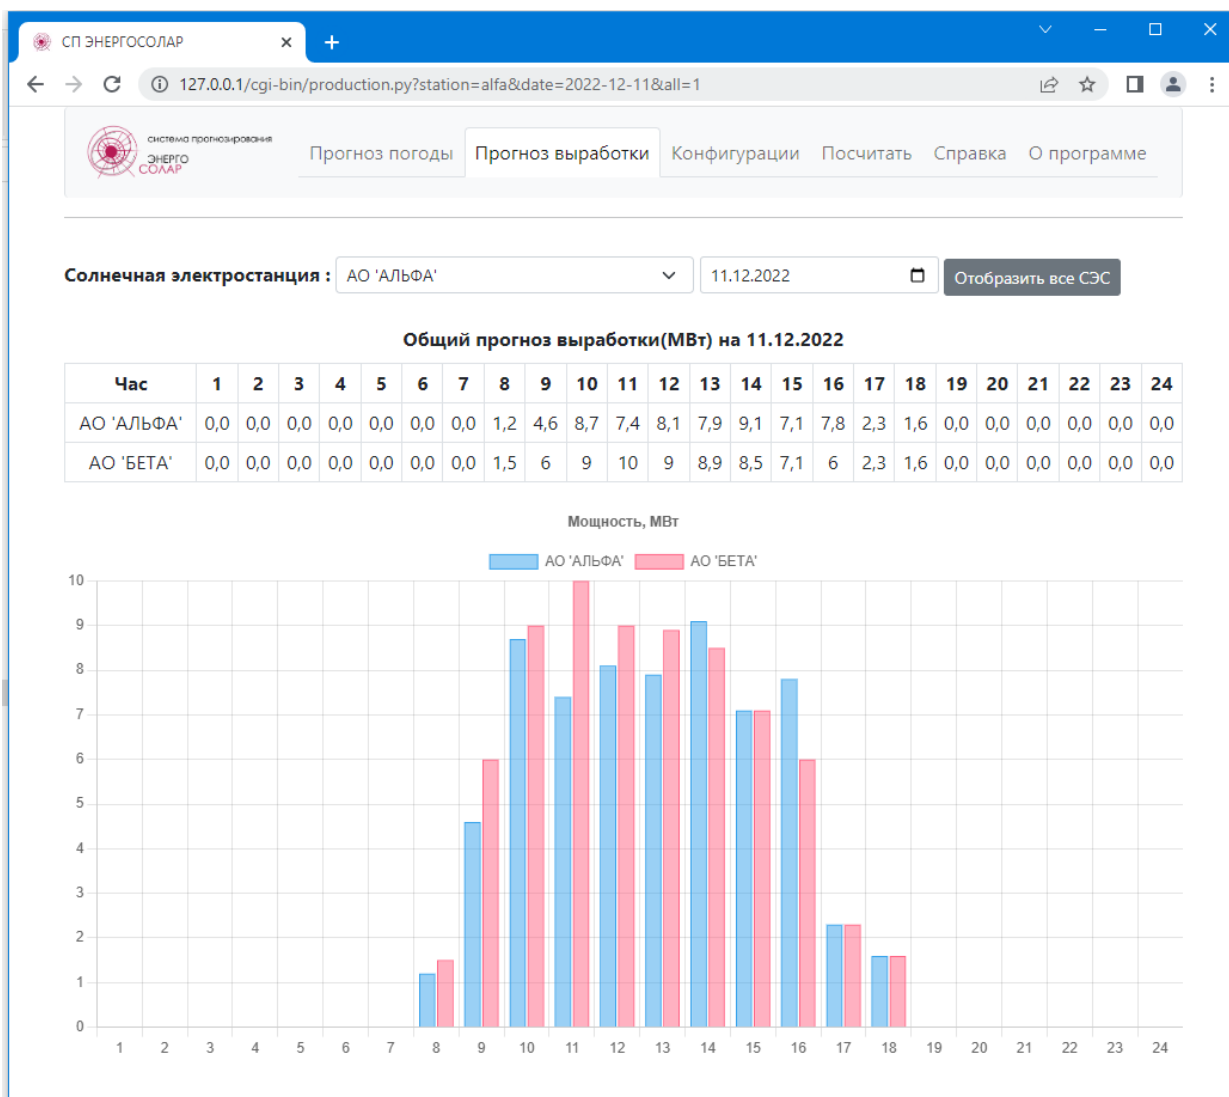 СП ЭНЕРГОСОЛАР
127.0.0.1/cgi-bin/production.py?station=alfa&date=2022-12-11&all=1
система прогнозирования
ЭНЕРГО
СОЛАР
Прогноз погоды Прогноз выработки Конфигурации Посчитать Справка О программе
Солнечная электростанция : АО 'АЛЬФА' 11.12.2022 Отобразить все СЭС
Общий прогноз выработки(МВт) на 11.12.2022
Час 1 2 3 4 5 6 7 8 9 10 11 12 13 14 15 16 17 18 19 20 21 22 23 24
АО 'АЛЬФА' 0,0 0,0 0,0 0,0 0,0 0,0 0,0 1,2 4,6 8,7 7,4 8,1 7,9 9,1 7,1 7,8 2,3 1,6 0,0 0,0 0,0 0,0 0,0 0,0
АО 'БЕТА' 0,0 0,0 0,0 0,0 0,0 0,0 0,0 1,5 6 9 10 9 8,9 8,5 7,1 6 2,3 1,6 0,0 0,0 0,0 0,0 0,0 0,0
Мощность, МВт
АО 'АЛЬФА' АО 'БЕТА'
10
9
8
7
6
5
4
3
2
1
0
1 2 3 4 5 6 7 8 9 10 11 12 13 14 15 16 17 18 19 20 21 22 23 24